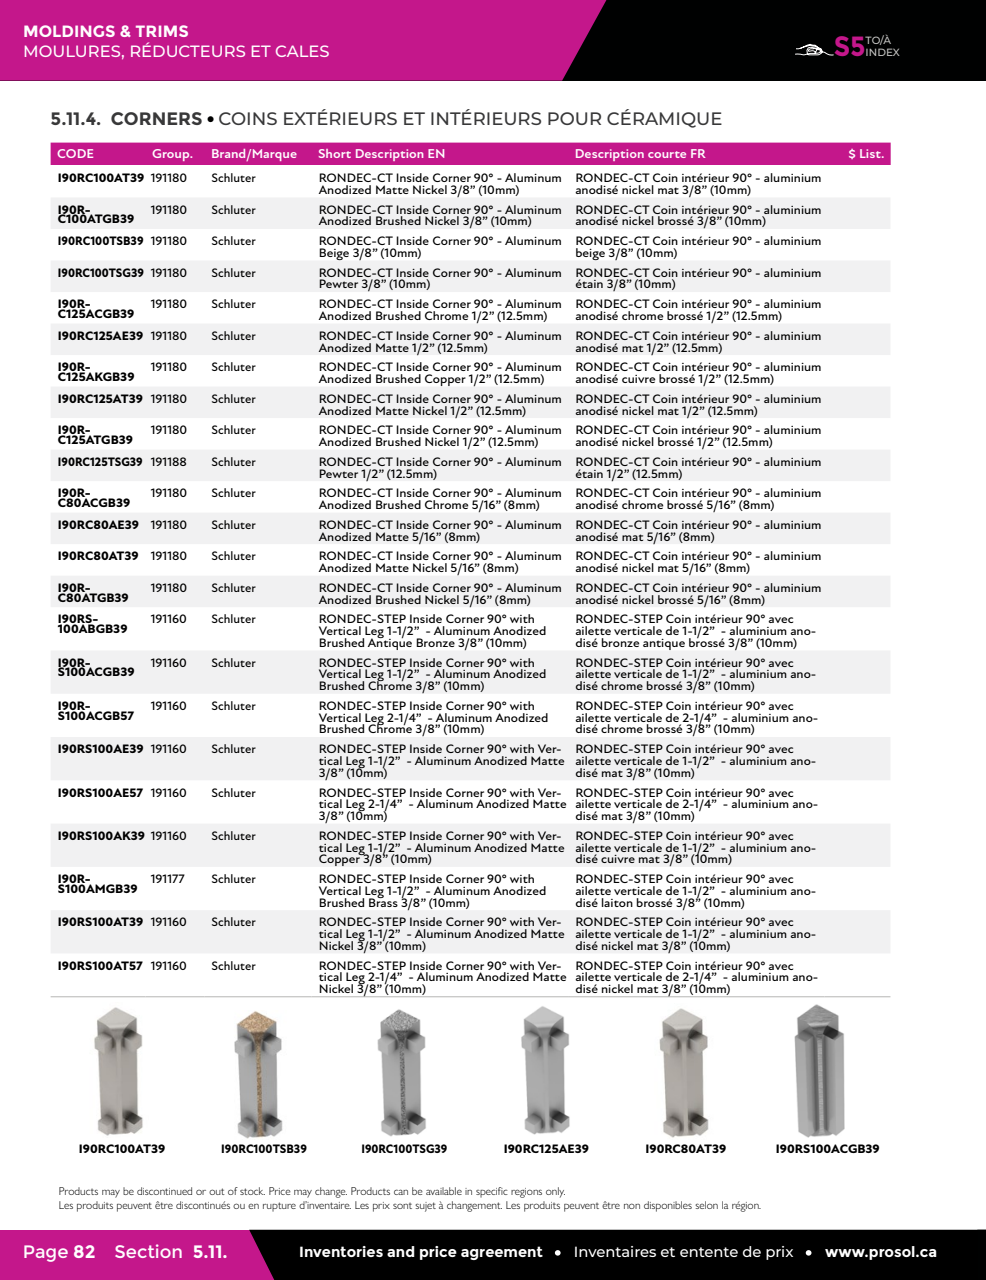 MOLDINGS & TRIMS
MOULURES, RÉDUCTEURS ET CALES
S5 TO/À INDEX
5.11.4. CORNERS • COINS EXTÉRIEURS ET INTÉRIEURS POUR CÉRAMIQUE
CODE Group. Brand/Marque Short Description EN Description courte FR $ List.
I90RC100AT39 191180 Schluter RONDEC-CT Inside Corner 90° - Aluminum RONDEC-CT Coin intérieur 90° - aluminium
Anodized Matte Nickel 3/8” (10mm) anodisé nickel mat 3/8” (10mm)
I90R- 191180 Schluter RONDEC-CT Inside Corner 90° - Aluminum RONDEC-CT Coin intérieur 90° - aluminium
C100ATGB39 Anodized Brushed Nickel 3/8” (10mm) anodisé nickel brossé 3/8” (10mm)
I90RC100TSB39 191180 Schluter RONDEC-CT Inside Corner 90° - Aluminum RONDEC-CT Coin intérieur 90° - aluminium
Beige 3/8” (10mm) beige 3/8” (10mm)
I90RC100TSG39 191180 Schluter RONDEC-CT Inside Corner 90° - Aluminum RONDEC-CT Coin intérieur 90° - aluminium
Pewter 3/8” (10mm) étain 3/8” (10mm)
I90R- 191180 Schluter RONDEC-CT Inside Corner 90° - Aluminum RONDEC-CT Coin intérieur 90° - aluminium
C125ACGB39 Anodized Brushed Chrome 1/2” (12.5mm) anodisé chrome brossé 1/2” (12.5mm)
I90RC125AE39 191180 Schluter RONDEC-CT Inside Corner 90° - Aluminum RONDEC-CT Coin intérieur 90° - aluminium
Anodized Matte 1/2” (12.5mm) anodisé mat 1/2” (12.5mm)
I90R- 191180 Schluter RONDEC-CT Inside Corner 90° - Aluminum RONDEC-CT Coin intérieur 90° - aluminium
C125AKGB39 Anodized Brushed Copper 1/2” (12.5mm) anodisé cuivre brossé 1/2” (12.5mm)
I90RC125AT39 191180 Schluter RONDEC-CT Inside Corner 90° - Aluminum RONDEC-CT Coin intérieur 90° - aluminium
Anodized Matte Nickel 1/2” (12.5mm) anodisé nickel mat 1/2” (12.5mm)
I90R- 191180 Schluter RONDEC-CT Inside Corner 90° - Aluminum RONDEC-CT Coin intérieur 90° - aluminium
C125ATGB39 Anodized Brushed Nickel 1/2” (12.5mm) anodisé nickel brossé 1/2” (12.5mm)
I90RC125TSG39 191188 Schluter RONDEC-CT Inside Corner 90° - Aluminum RONDEC-CT Coin intérieur 90° - aluminium
Pewter 1/2” (12.5mm) étain 1/2” (12.5mm)
I90R- 191180 Schluter RONDEC-CT Inside Corner 90° - Aluminum RONDEC-CT Coin intérieur 90° - aluminium
C80ACGB39 Anodized Brushed Chrome 5/16” (8mm) anodisé chrome brossé 5/16” (8mm)
I90RC80AE39 191180 Schluter RONDEC-CT Inside Corner 90° - Aluminum RONDEC-CT Coin intérieur 90° - aluminium
Anodized Matte 5/16” (8mm) anodisé mat 5/16” (8mm)
I90RC80AT39 191180 Schluter RONDEC-CT Inside Corner 90° - Aluminum RONDEC-CT Coin intérieur 90° - aluminium
Anodized Matte Nickel 5/16” (8mm) anodisé nickel mat 5/16” (8mm)
I90R- 191180 Schluter RONDEC-CT Inside Corner 90° - Aluminum RONDEC-CT Coin intérieur 90° - aluminium
C80ATGB39 Anodized Brushed Nickel 5/16” (8mm) anodisé nickel brossé 5/16” (8mm)
I90RS- 191160 Schluter RONDEC-STEP Inside Corner 90° with RONDEC-STEP Coin intérieur 90° avec
100ABGB39 Vertical Leg 1-1/2” - Aluminum Anodized ailette verticale de 1-1/2” - aluminium ano-
Brushed Antique Bronze 3/8” (10mm) disé bronze antique brossé 3/8” (10mm)
I90R- 191160 Schluter RONDEC-STEP Inside Corner 90° with RONDEC-STEP Coin intérieur 90° avec
S100ACGB39 Vertical Leg 1-1/2” - Aluminum Anodized ailette verticale de 1-1/2” - aluminium ano-
Brushed Chrome 3/8” (10mm) disé chrome brossé 3/8” (10mm)
I90R- 191160 Schluter RONDEC-STEP Inside Corner 90° with RONDEC-STEP Coin intérieur 90° avec
S100ACGB57 Vertical Leg 2-1/4” - Aluminum Anodized ailette verticale de 2-1/4” - aluminium ano-
Brushed Chrome 3/8” (10mm) disé chrome brossé 3/8” (10mm)
I90RS100AE39 191160 Schluter RONDEC-STEP Inside Corner 90° with Ver- RONDEC-STEP Coin intérieur 90° avec
tical Leg 1-1/2” - Aluminum Anodized Matte ailette verticale de 1-1/2” - aluminium ano-
3/8” (10mm) disé mat 3/8” (10mm)
I90RS100AE57 191160 Schluter RONDEC-STEP Inside Corner 90° with Ver- RONDEC-STEP Coin intérieur 90° avec
tical Leg 2-1/4” - Aluminum Anodized Matte ailette verticale de 2-1/4” - aluminium ano-
3/8” (10mm) disé mat 3/8” (10mm)
I90RS100AK39 191160 Schluter RONDEC-STEP Inside Corner 90° with Ver- RONDEC-STEP Coin intérieur 90° avec
tical Leg 1-1/2” - Aluminum Anodized Matte ailette verticale de 1-1/2” - aluminium ano-
Copper 3/8” (10mm) disé cuivre mat 3/8” (10mm)
I90R- 191177 Schluter RONDEC-STEP Inside Corner 90° with RONDEC-STEP Coin intérieur 90° avec
S100AMGB39 Vertical Leg 1-1/2” - Aluminum Anodized ailette verticale de 1-1/2” - aluminium ano-
Brushed Brass 3/8” (10mm) disé laiton brossé 3/8” (10mm)
I90RS100AT39 191160 Schluter RONDEC-STEP Inside Corner 90° with Ver- RONDEC-STEP Coin intérieur 90° avec
tical Leg 1-1/2” - Aluminum Anodized Matte ailette verticale de 1-1/2” - aluminium ano-
Nickel 3/8” (10mm) disé nickel mat 3/8” (10mm)
I90RS100AT57 191160 Schluter RONDEC-STEP Inside Corner 90° with Ver- RONDEC-STEP Coin intérieur 90° avec
tical Leg 2-1/4” - Aluminum Anodized Matte ailette verticale de 2-1/4” - aluminium ano-
Nickel 3/8” (10mm) disé nickel mat 3/8” (10mm)
I90RC100AT39 I90RC100TSB39 I90RC100TSG39 I90RC125AE39 I90RC80AT39 I90RS100ACGB39
Products may be discontinued or out of stock. Price may change. Products can be available in specific regions only.
Les produits peuvent être discontinués ou en rupture d’inventaire. Les prix sont sujet à changement. Les produits peuvent être non disponibles selon la région.
Page 82 Section 5.11. Inventories and price agreement • Inventaires et entente de prix • www.prosol.ca